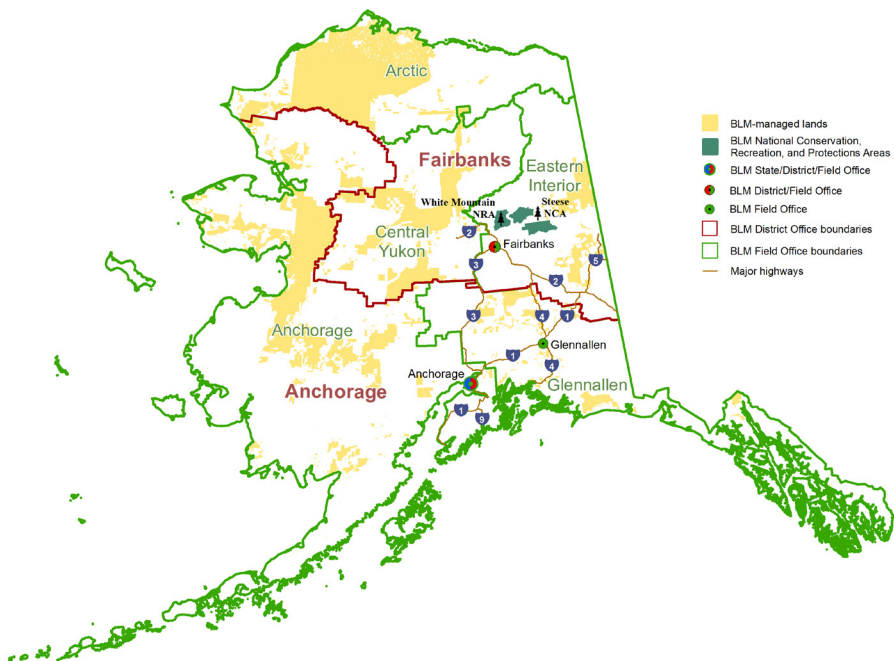 Arctic
Fairbanks
Eastern
Interior
White Mountain
NRA
Steese
NCA
Central
Yukon
2
Fairbanks
3
5
2
Anchorage
3
4
1
Glennallen
1
Anchorage
4
Anchorage
Glennallen
1
9
BLM-managed lands
BLM National Conservation,
Recreation, and Protections Areas
BLM State/District/Field Office
BLM District/Field Office
BLM Field Office
BLM District Office boundaries
BLM Field Office boundaries
Major highways